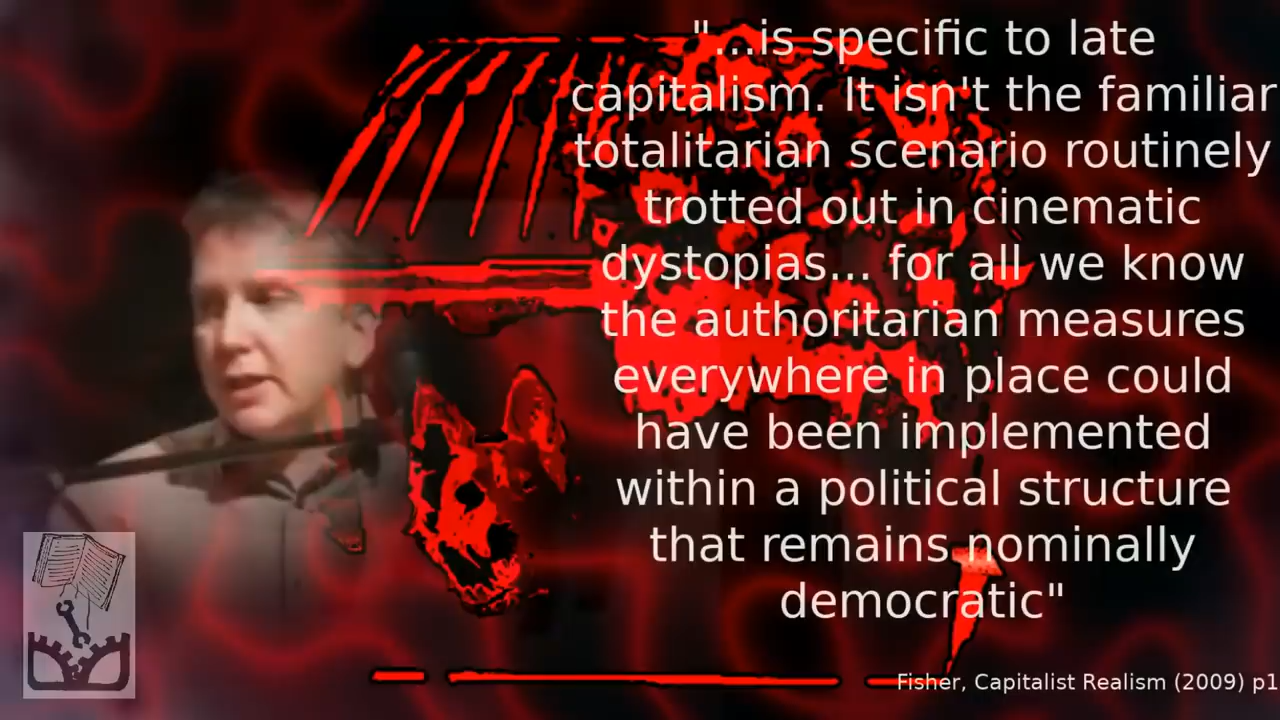 "...is specific to late
capitalism. It isn't the familiar
totalitarian scenario routinely
trotted out in cinematic
dystopias... for all we know
the authoritarian measures
everywhere in place could
have been implemented
within a political structure
that remains nominally
democratic"
Fisher, Capitalist Realism (2009) p1